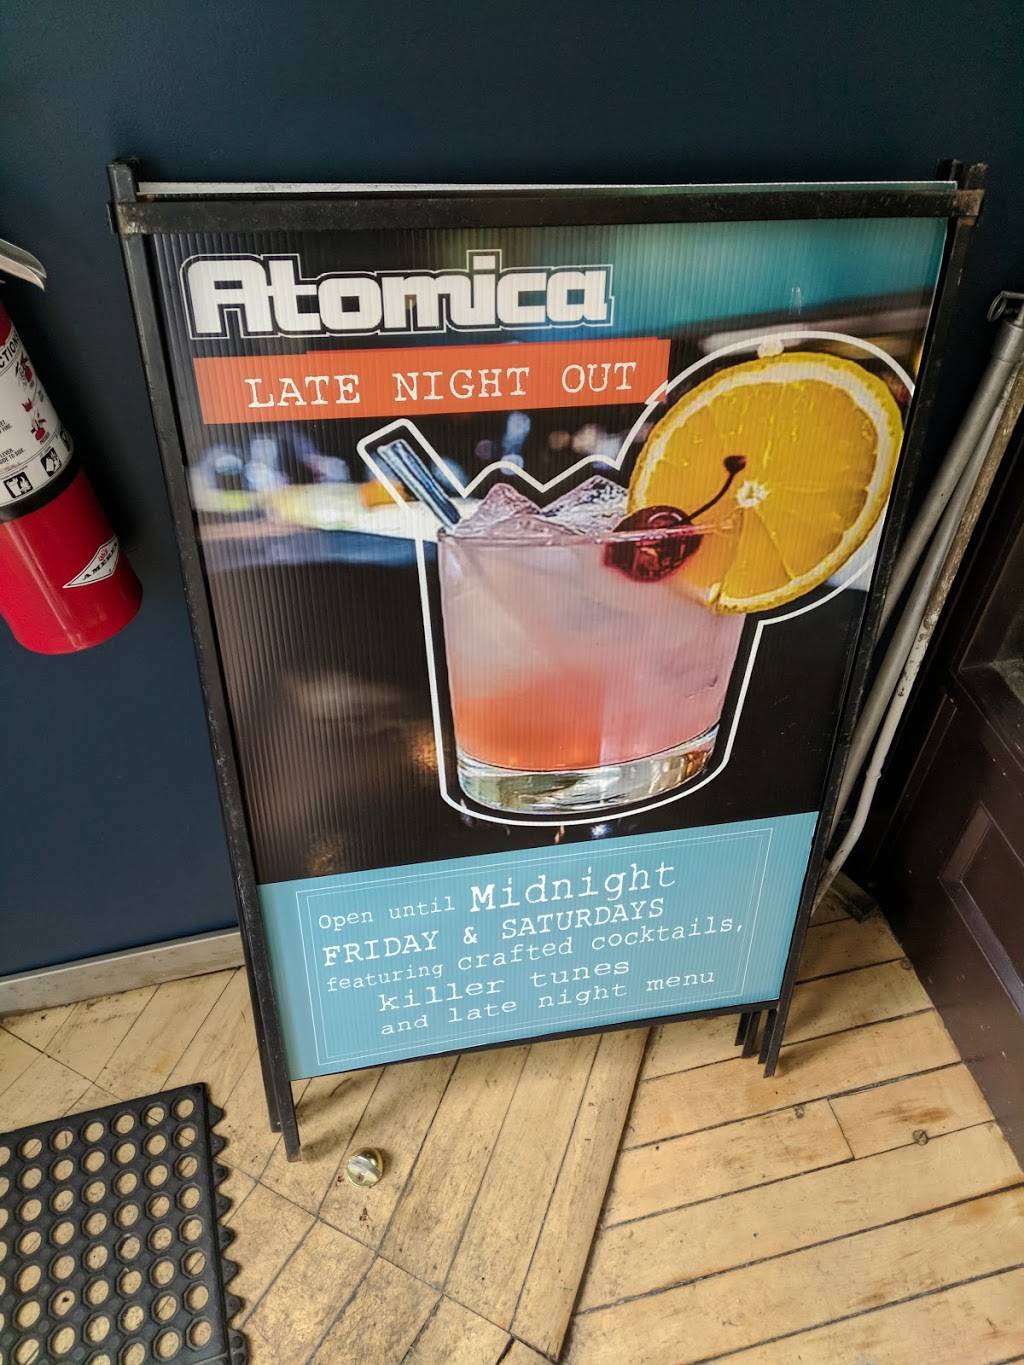 Atomica
LATE NIGHT OUT
Open until Midnight
FRIDAY & SATURDAYS
featuring crafted cocktails,
killer tunes
and late night menu